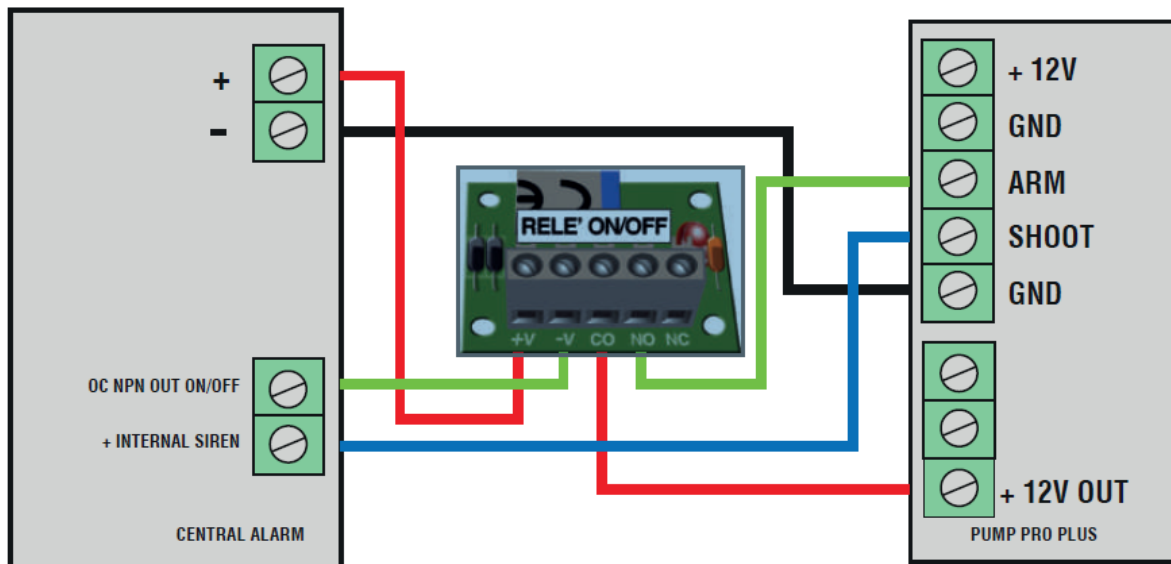 +
-
OC NPN OUT ON/OFF
+ INTERNAL SIREN
CENTRAL ALARM
RELE' ON/OFF
+V -V CO NO NC
+ 12V
GND
ARM
SHOOT
GND
+ 12V OUT
PUMP PRO PLUS